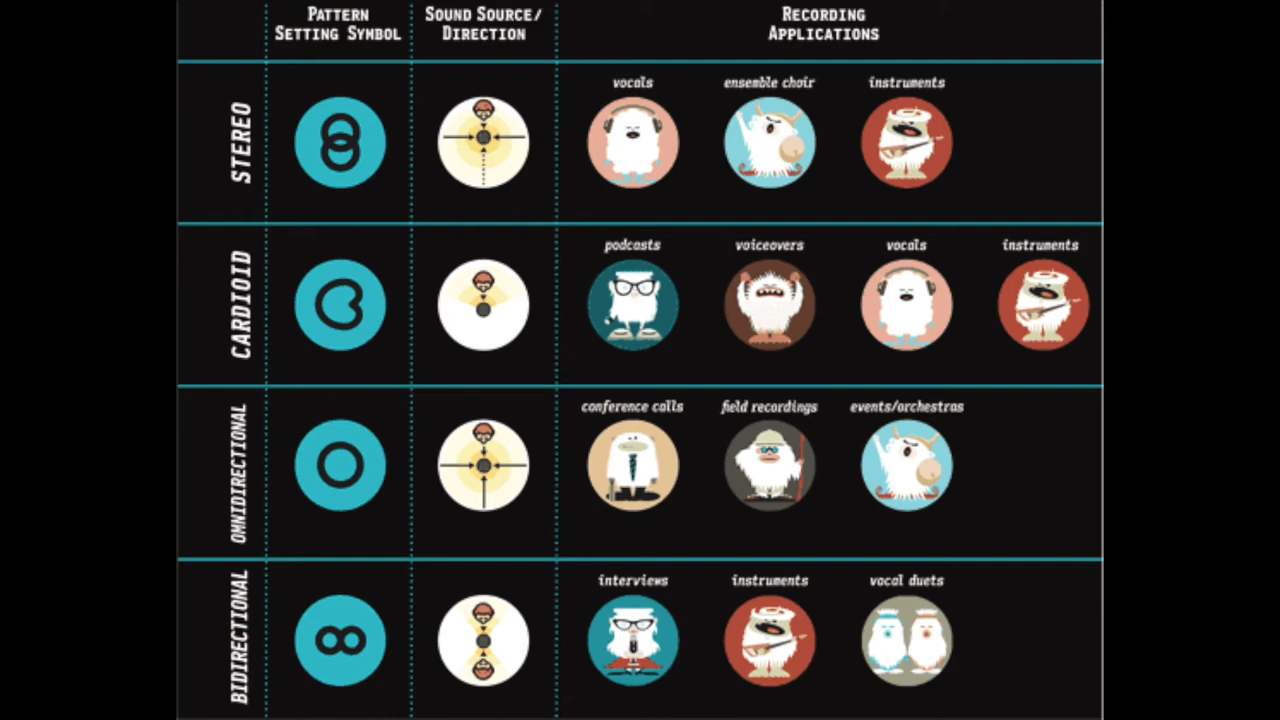 PATTERN
SETTING SYMBOL
SOUND SOURCE/
DIRECTION
RECORDING
APPLICATIONS
STEREO
vocals
ensemble choir
instruments
CARDIOID
podcasts
voiceovers
vocals
instruments
OMNIDIRECTIONAL
conference calls
field recordings
events/orchestras
BIDIRECTIONAL
interviews
instruments
vocal duets